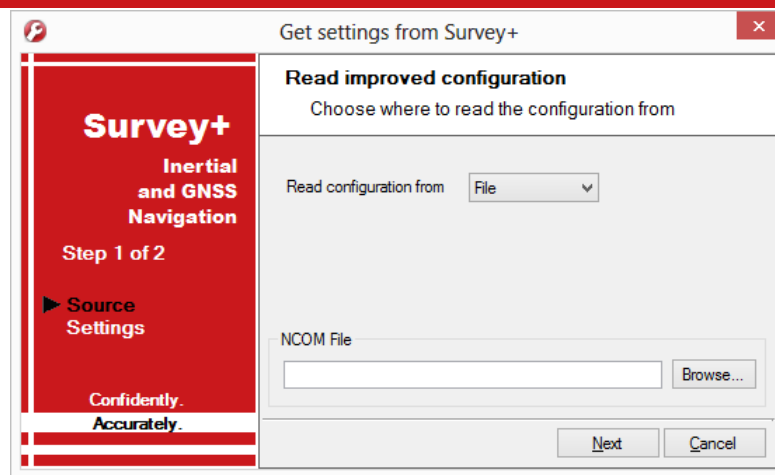 Get settings from Survey+
Survey+
Inertial
and GNSS
Navigation
Step 1 of 2
Source
Settings
Confidently.
Accurately.
Read improved configuration
Choose where to read the configuration from
Read configuration from File
NCOM File
Browse...
Next Cancel